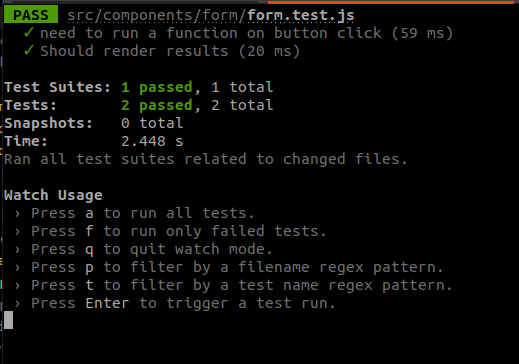 PASS src/components/form/form.test.js
✓ need to run a function on button click (59 ms)
✓ Should render results (20 ms)
Test Suites: 1 passed, 1 total
Tests: 2 passed, 2 total
Snapshots: 0 total
Time: 2.448 s
Ran all test suites related to changed files.
Watch Usage
› Press a to run all tests.
› Press f to run only failed tests.
› Press q to quit watch mode.
› Press p to filter by a filename regex pattern.
› Press t to filter by a test name regex pattern.
› Press Enter to trigger a test run.